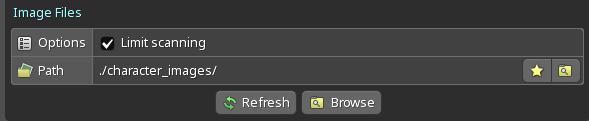 Image Files
Options Limit scanning
Path ./character_images/
Refresh Browse